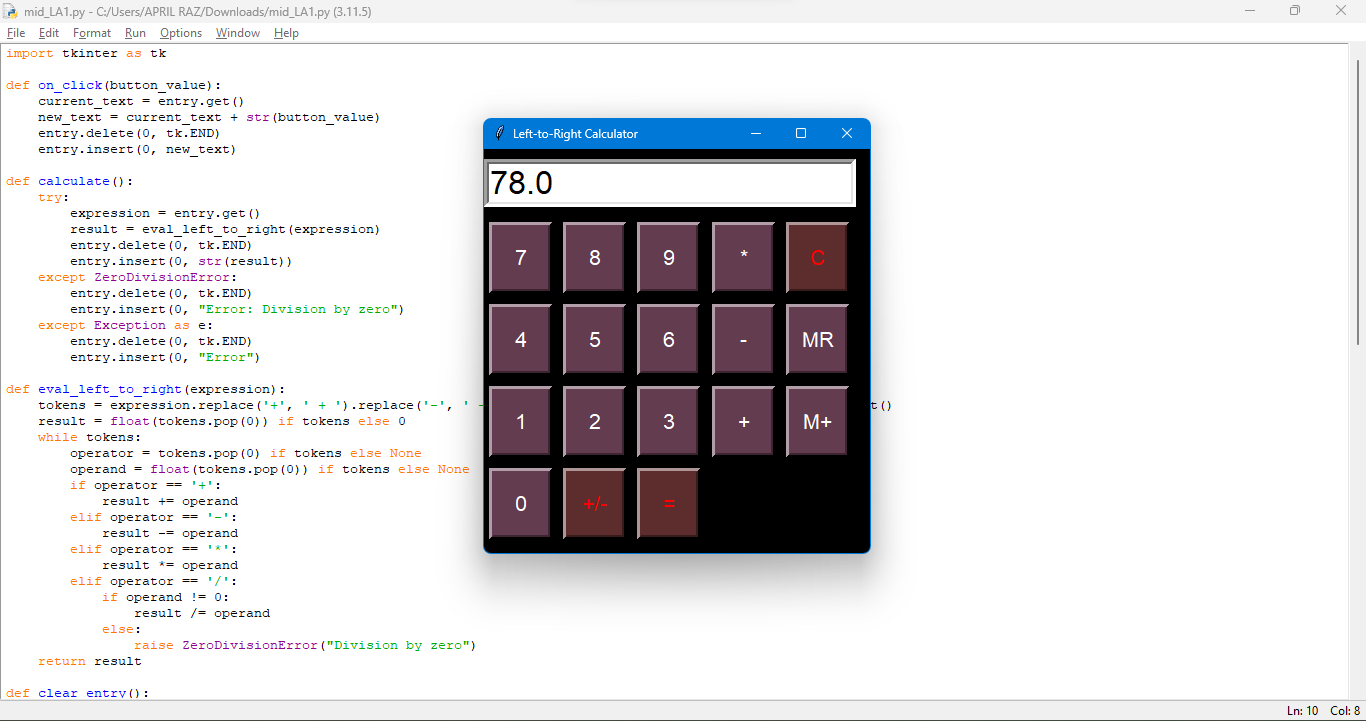 mid_LA1.py - C:/Users/APRIL RAZ/Downloads/mid_LA1.py (3.11.5)
File Edit Format Run Options Window Help
import tkinter as tk
def on_click(button_value):
    current_text = entry.get()
    new_text = current_text + str(button_value)
    entry.delete(0, tk.END)
    entry.insert(0, new_text)
def calculate():
    try:
        expression = entry.get()
        result = eval_left_to_right(expression)
        entry.delete(0, tk.END)
        entry.insert(0, str(result))
    except ZeroDivisionError:
        entry.delete(0, tk.END)
        entry.insert(0, "Error: Division by zero")
    except Exception as e:
        entry.delete(0, tk.END)
        entry.insert(0, "Error")
def eval_left_to_right(expression):
    tokens = expression.replace('+', ' + ').replace('-', ' - t()
    result = float(tokens.pop(0)) if tokens else 0
    while tokens:
        operator = tokens.pop(0) if tokens else None
        operand = float(tokens.pop(0)) if tokens else None
        if operator == '+':
            result += operand
        elif operator == '-':
            result -= operand
        elif operator == '*':
            result *= operand
        elif operator == '/':
            if operand != 0:
                result /= operand
            else:
                raise ZeroDivisionError("Division by zero")
    return result
def clear_entry():
Left-to-Right Calculator
78.0
7 8 9 * C
4 5 6 - MR
1 2 3 + M+
0 +/- =
Ln: 10 Col: 8